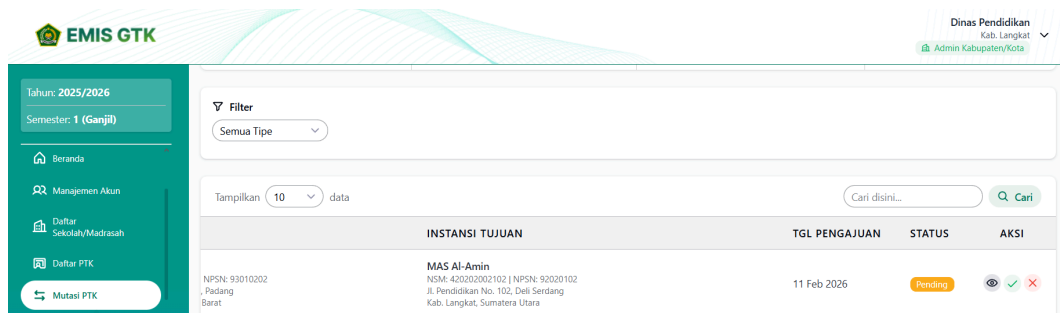 EMIS GTK
Dinas Pendidikan
Kab. Langkat
Admin Kabupaten/Kota
Tahun: 2025/2026
Semester: 1 (Ganjil)
Beranda
Manajemen Akun
Daftar
Sekolah/Madrasah
Daftar PTK
Mutasi PTK
Filter
Semua Tipe
Tampilkan 10 data
Cari disini...
Cari
INSTANSI TUJUAN TGL PENGAJUAN STATUS AKSI
NPSN: 93010202
, Padang
Barat
MAS Al-Amin
NSM: 420202002102 | NPSN: 92020102
Jl. Pendidikan No. 102, Deli Serdang
Kab. Langkat, Sumatera Utara
11 Feb 2026
Pending